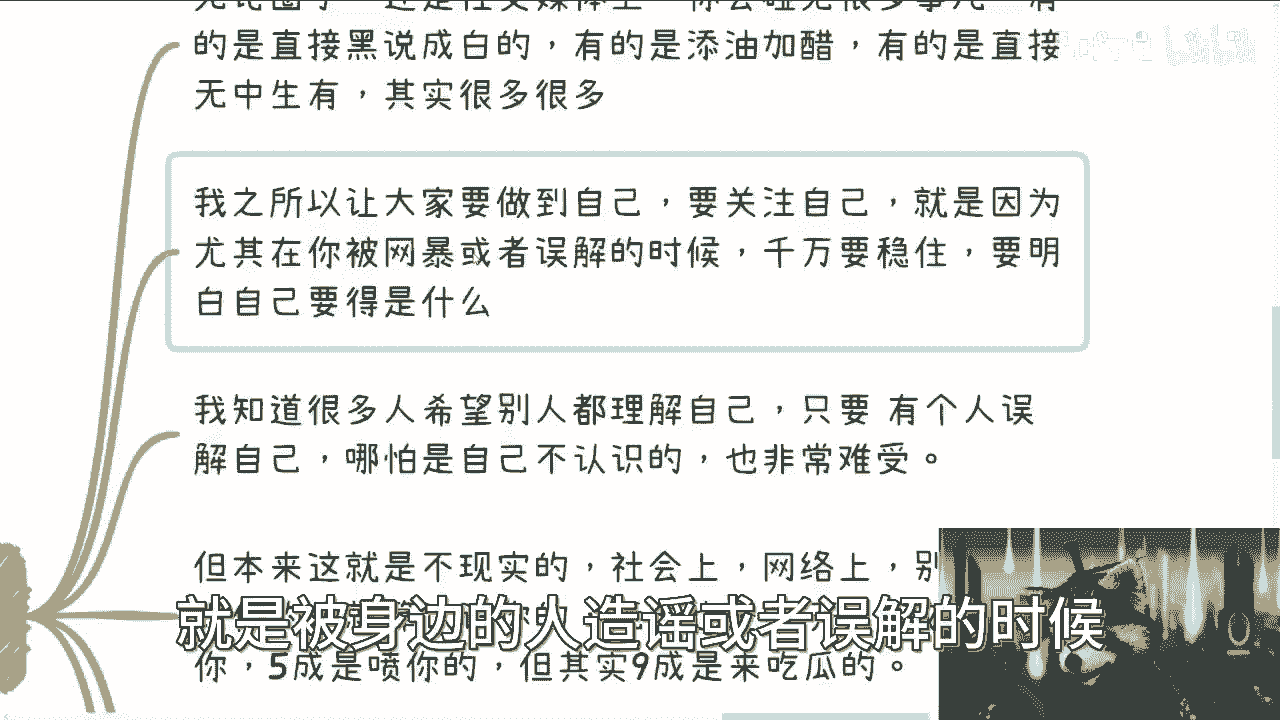 的是直接黑说成白的，有的是添油加醋，有的是直接
无中生有，其实很多很多
我之所以让大家要做到自己，要关注自己，就是因为
尤其在你被网暴或者误解的时候，千万要稳住，要明
白自己要得是什么
我知道很多人希望别人都理解自己，只要 有个人误
解自己，哪怕是自己不认识的，也非常难受。
但本来这就是不现实的，社会上，网络上，别
就是被身边的人造谣或者误解的时候
你，5成是喷你的，但其实9成是来吃瓜的。